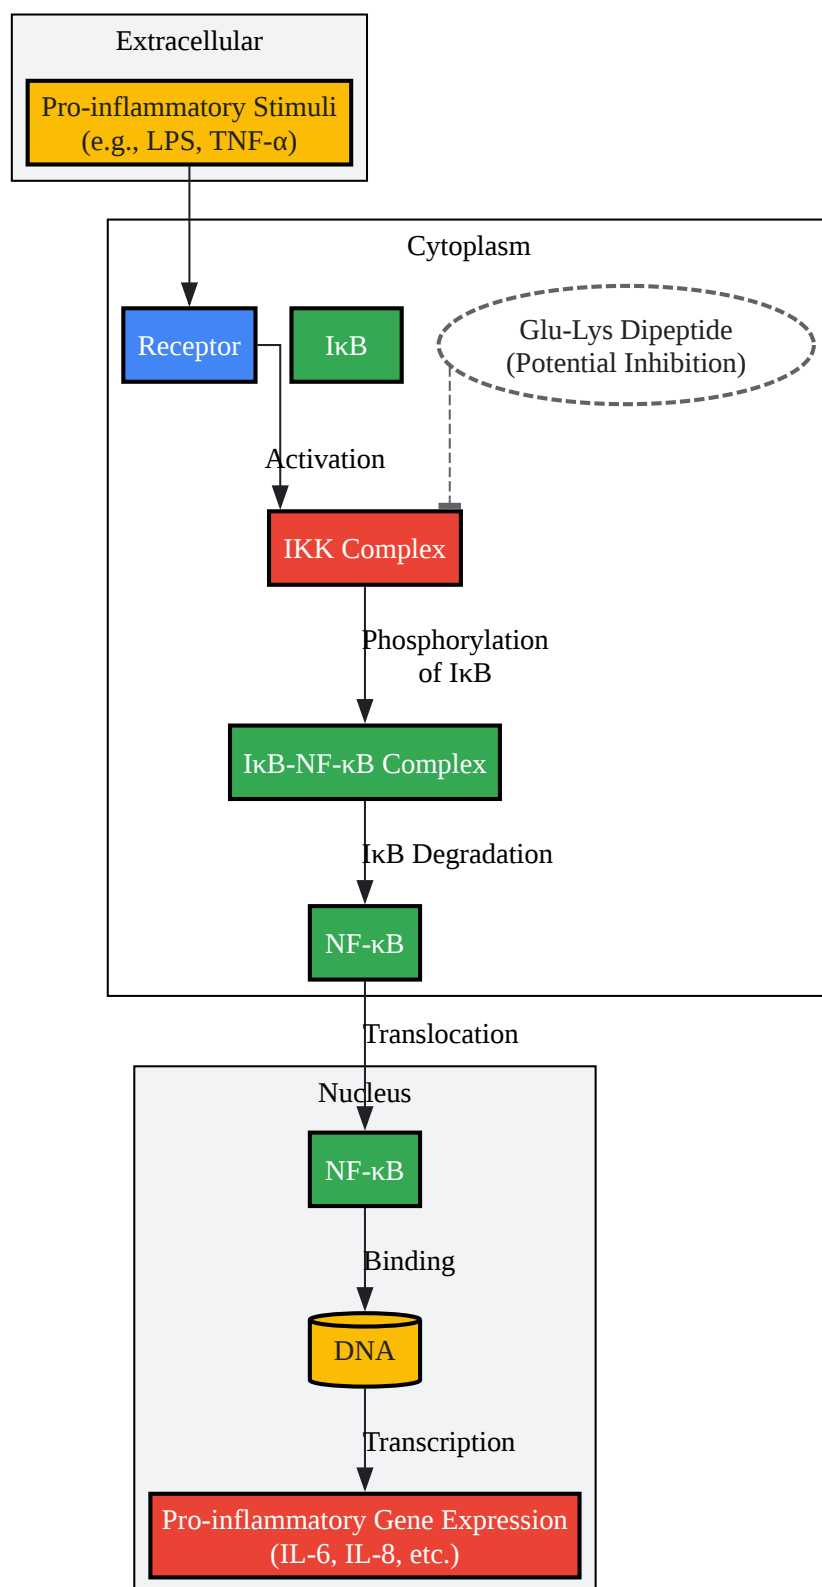 Extracellular
Pro-inflammatory Stimuli
(e.g., LPS, TNF-α)
Cytoplasm
Receptor
IκB
Glu-Lys Dipeptide
(Potential Inhibition)
Activation
IKK Complex
Phosphorylation
of IκB
IκB-NF-κB Complex
IκB Degradation
NF-κB
Translocation
Nucleus
NF-κB
Binding
DNA
Transcription
Pro-inflammatory Gene Expression
(IL-6, IL-8, etc.)